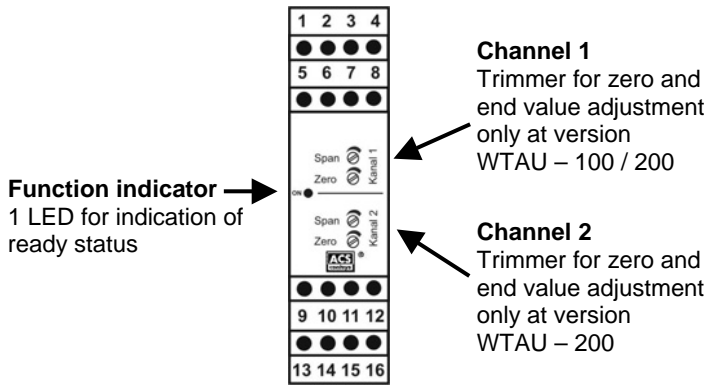 1 2 3 4
5 6 7 8
Channel 1
Trimmer for zero and
end value adjustment
only at version
WTAU – 100 / 200
Span
Zero
Kanal 1
Function indicator
1 LED for indication of
ready status
ON
Span
Zero
Kanal 2
ACS
®
Channel 2
Trimmer for zero and
end value adjustment
only at version
WTAU – 200
9 10 11 12
13 14 15 16